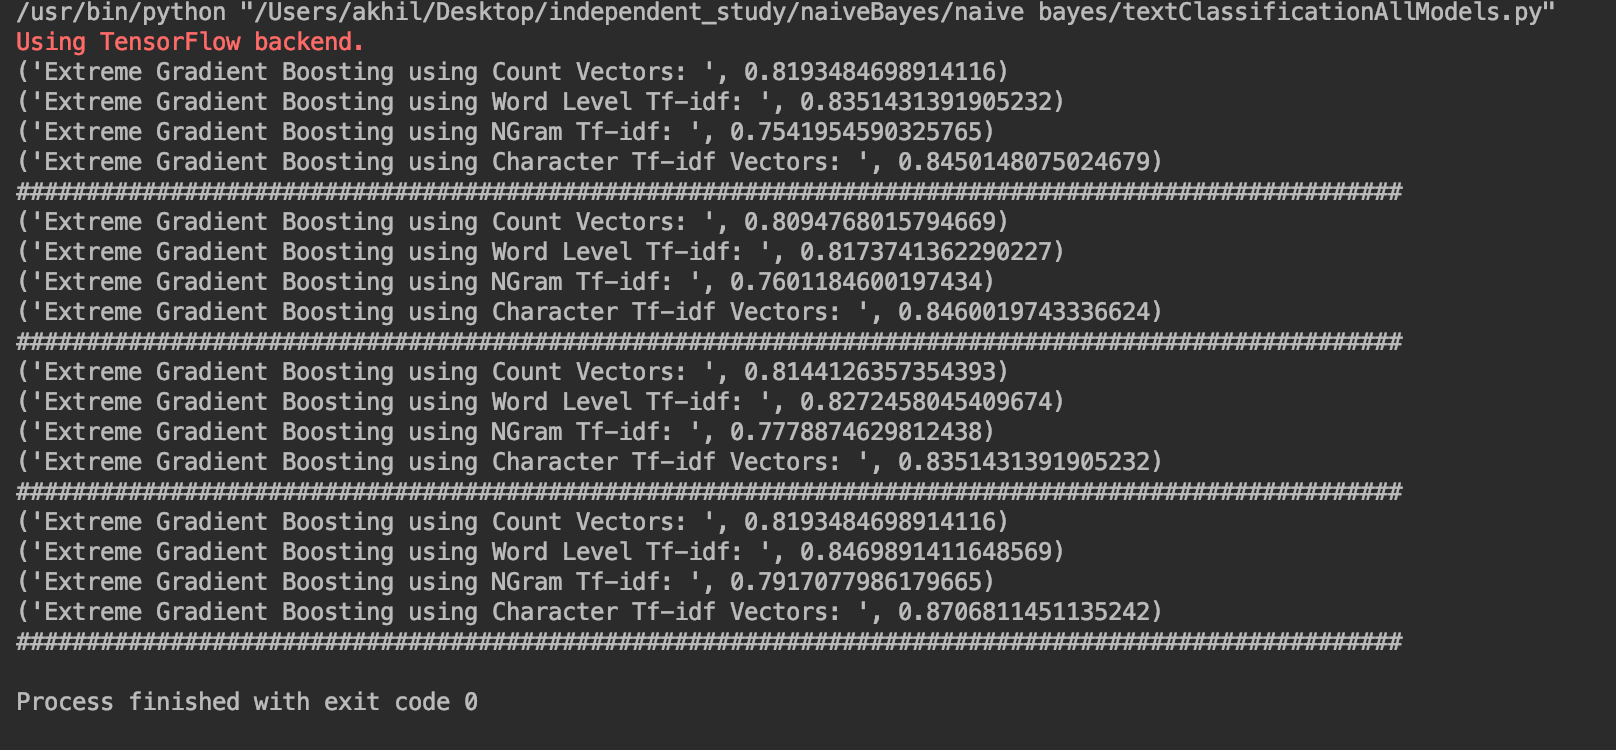 /usr/bin/python "/Users/akhil/Desktop/independent_study/naiveBayes/naive bayes/textClassificationAllModels.py"
Using TensorFlow backend.
('Extreme Gradient Boosting using Count Vectors: ', 0.8193484698914116)
('Extreme Gradient Boosting using Word Level Tf-idf: ', 0.8351431391905232)
('Extreme Gradient Boosting using NGram Tf-idf: ', 0.7541954590325765)
('Extreme Gradient Boosting using Character Tf-idf Vectors: ', 0.8450148075024679)
###################################################################################################
('Extreme Gradient Boosting using Count Vectors: ', 0.8094768015794669)
('Extreme Gradient Boosting using Word Level Tf-idf: ', 0.8173741362290227)
('Extreme Gradient Boosting using NGram Tf-idf: ', 0.7601184600197434)
('Extreme Gradient Boosting using Character Tf-idf Vectors: ', 0.8460019743336624)
###################################################################################################
('Extreme Gradient Boosting using Count Vectors: ', 0.8144126357354393)
('Extreme Gradient Boosting using Word Level Tf-idf: ', 0.8272458045409674)
('Extreme Gradient Boosting using NGram Tf-idf: ', 0.7778874629812438)
('Extreme Gradient Boosting using Character Tf-idf Vectors: ', 0.8351431391905232)
###################################################################################################
('Extreme Gradient Boosting using Count Vectors: ', 0.8193484698914116)
('Extreme Gradient Boosting using Word Level Tf-idf: ', 0.8469891411648569)
('Extreme Gradient Boosting using NGram Tf-idf: ', 0.7917077986179665)
('Extreme Gradient Boosting using Character Tf-idf Vectors: ', 0.8706811451135242)
###################################################################################################
Process finished with exit code 0